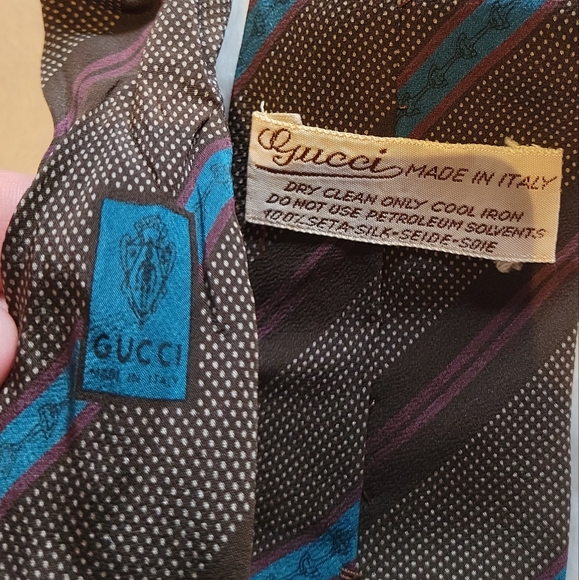 GUCCI
MADE IN ITALY
Gucci MADE IN ITALY
DRY CLEAN ONLY COOL IRON
DO NOT USE PETROLEUM SOLVENTS
100% SETA-SILK-SEIDE-SOIE